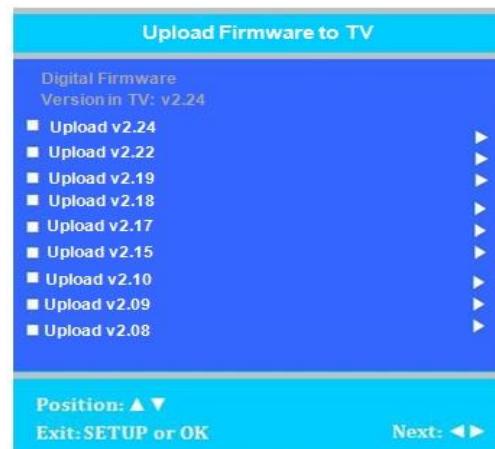 Upload Firmware to TV
Digital Firmware
Version in TV: v2.24
Upload v2.24
Upload v2.22
Upload v2.19
Upload v2.18
Upload v2.17
Upload v2.15
Upload v2.10
Upload v2.09
Upload v2.08
Position: ▲ ▼
Exit: SETUP or OK Next: ◀▶